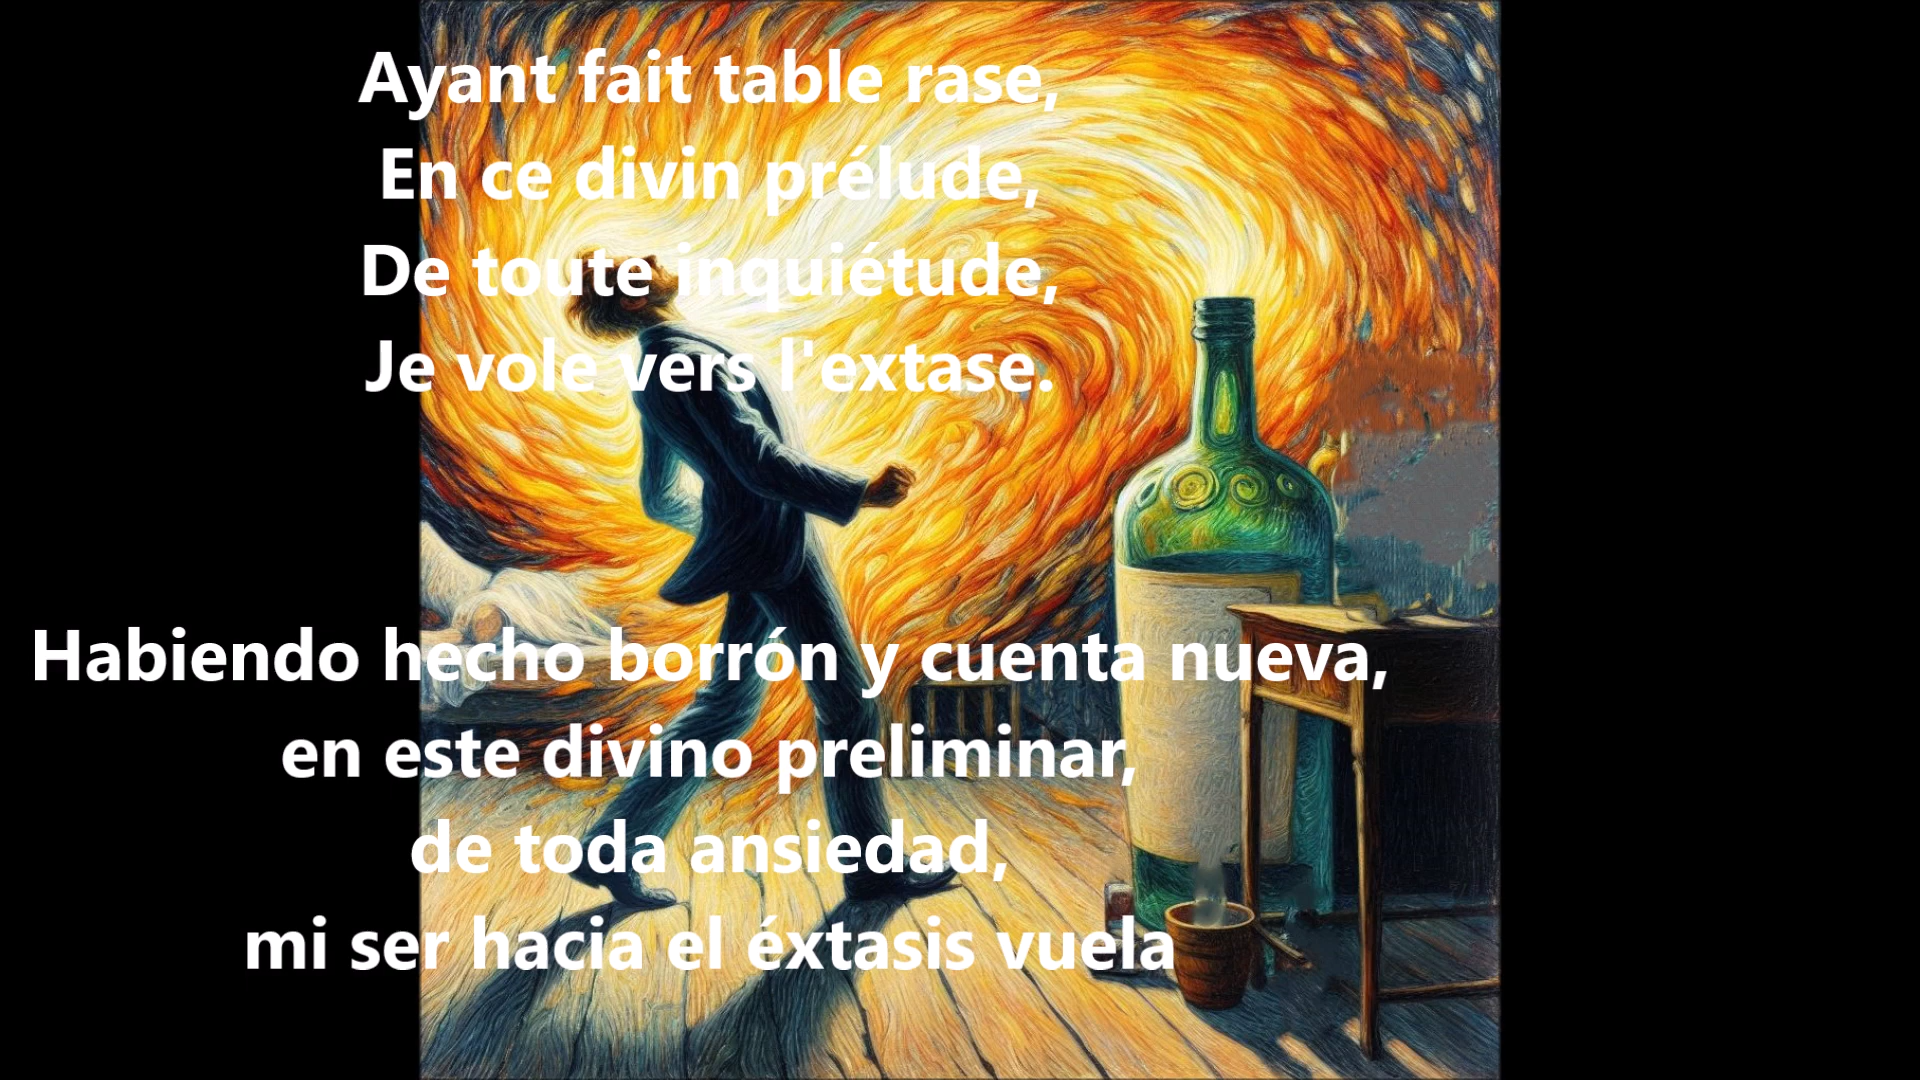 Ayant fait table rase,
En ce divin prélude,
De toute inquiétude,
Je vole vers l'extase.
Habiendo hecho borrón y cuenta nueva,
en este divino preliminar,
de toda ansiedad,
mi ser hacia el éxtasis vuela